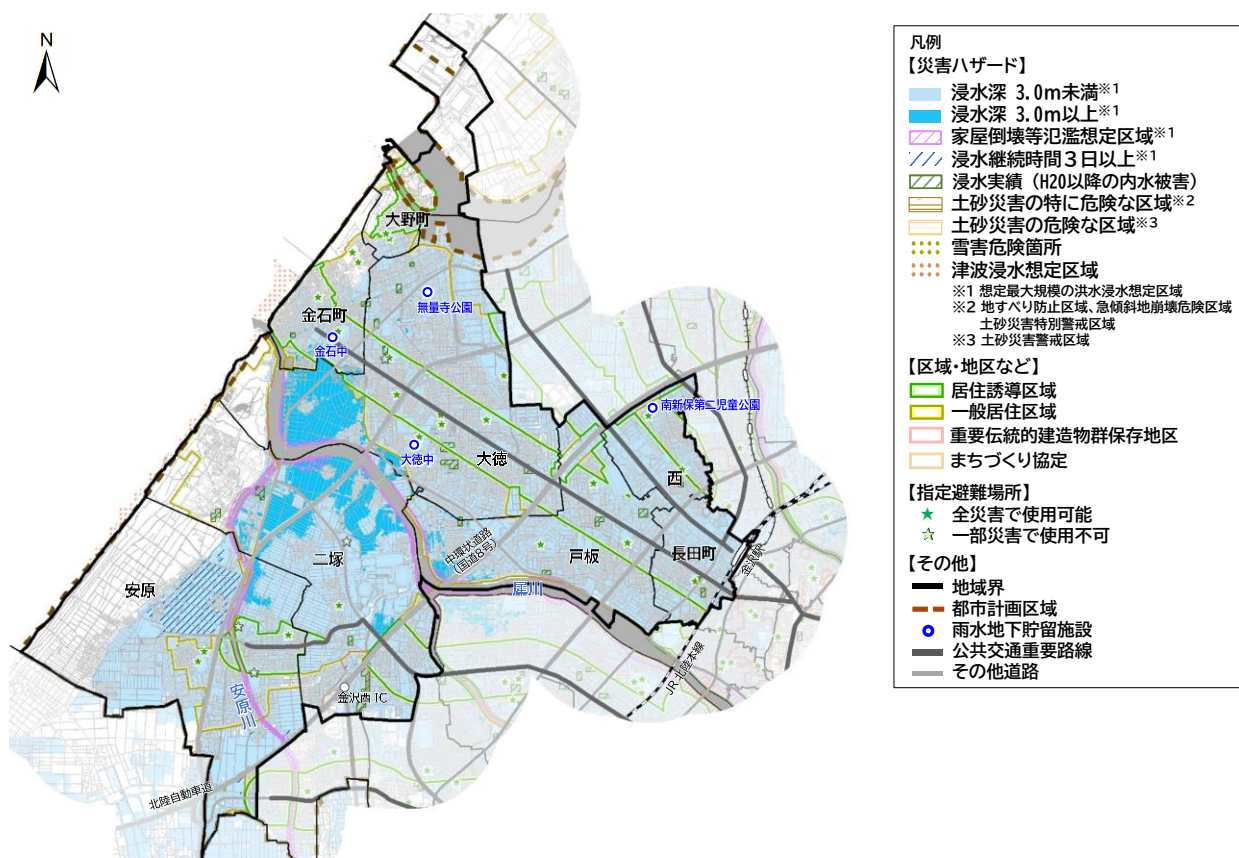 N
大野町
無量寺公園
金石町
金石中
南新保第二児童公園
大徳中
大徳
西
中環状道路
(国道8号)
戸板
長田町
金沢駅
二塚
安原
犀川
JR北陸本線
安原川
金沢西IC
北陸自動車道
凡例
【災害ハザード】
浸水深 3.0m未満※1
浸水深 3.0m以上※1
家屋倒壊等氾濫想定区域※1
浸水継続時間3日以上※1
浸水実績（H20以降の内水被害）
土砂災害の特に危険な区域※2
土砂災害の危険な区域※3
雪害危険箇所
津波浸水想定区域
※1 想定最大規模の洪水浸水想定区域
※2 地すべり防止区域、急傾斜地崩壊危険区域
土砂災害特別警戒区域
※3 土砂災害警戒区域
【区域・地区など】
居住誘導区域
一般居住区域
重要伝統的建造物群保存地区
まちづくり協定
【指定避難場所】
全災害で使用可能
一部災害で使用不可
【その他】
地域界
都市計画区域
雨水地下貯留施設
公共交通重要路線
その他道路